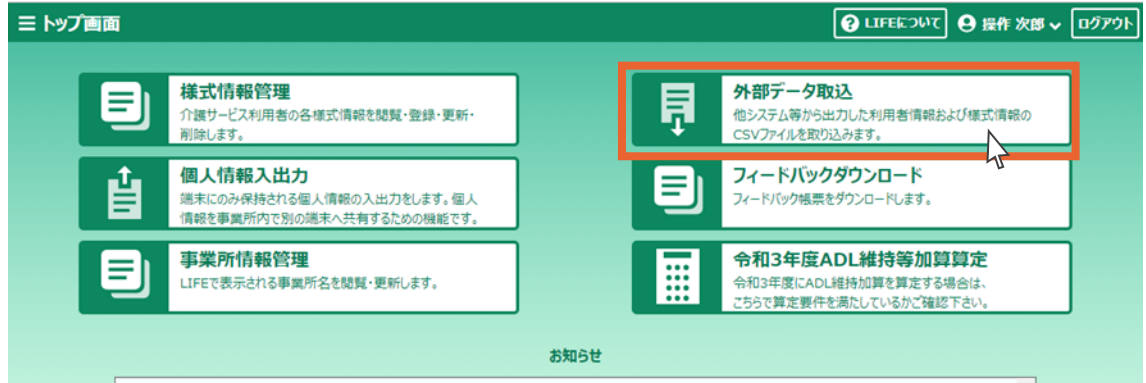 トップ画面
LIFEについて
操作 次郎
ログアウト
様式情報管理
介護サービス利用者の各様式情報を閲覧・登録・更新・
削除します。
外部データ取込
他システム等から出力した利用者情報および様式情報の
CSVファイルを取り込みます。
個人情報入出力
端末にのみ保持される個人情報の入出力をします。個人
情報を事業所内で別の端末へ共有するための機能です。
フィードバックダウンロード
フィードバック帳票をダウンロードします。
事業所情報管理
LIFEで表示される事業所名を閲覧・更新します。
令和3年度ADL維持等加算算定
令和3年度にADL維持加算を算定する場合は、
こちらで算定要件を満たしているかご確認下さい。
お知らせ